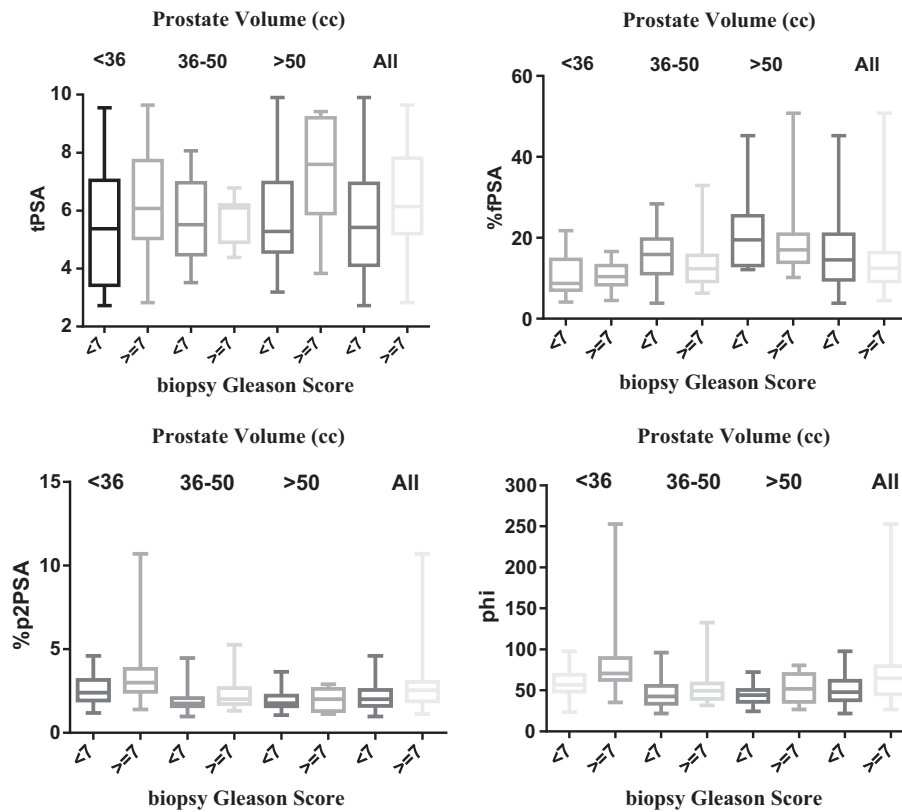 Prostate Volume (cc)
<36 36-50 >50 All
10
8
6
4
2
tPSA
<7 >=7 <7 >=7 <7 >=7 <7 >=7
biopsy Gleason Score
Prostate Volume (cc)
<36 36-50 >50 All
60
40
20
0
%fPSA
<7 >=7 <7 >=7 <7 >=7 <7 >=7
biopsy Gleason Score
Prostate Volume (cc)
<36 36-50 >50 All
15
10
5
0
%p2PSA
<7 >=7 <7 >=7 <7 >=7 <7 >=7
biopsy Gleason Score
Prostate Volume (cc)
<36 36-50 >50 All
300
250
200
150
100
50
0
phi
<7 >=7 <7 >=7 <7 >=7 <7 >=7
biopsy Gleason Score